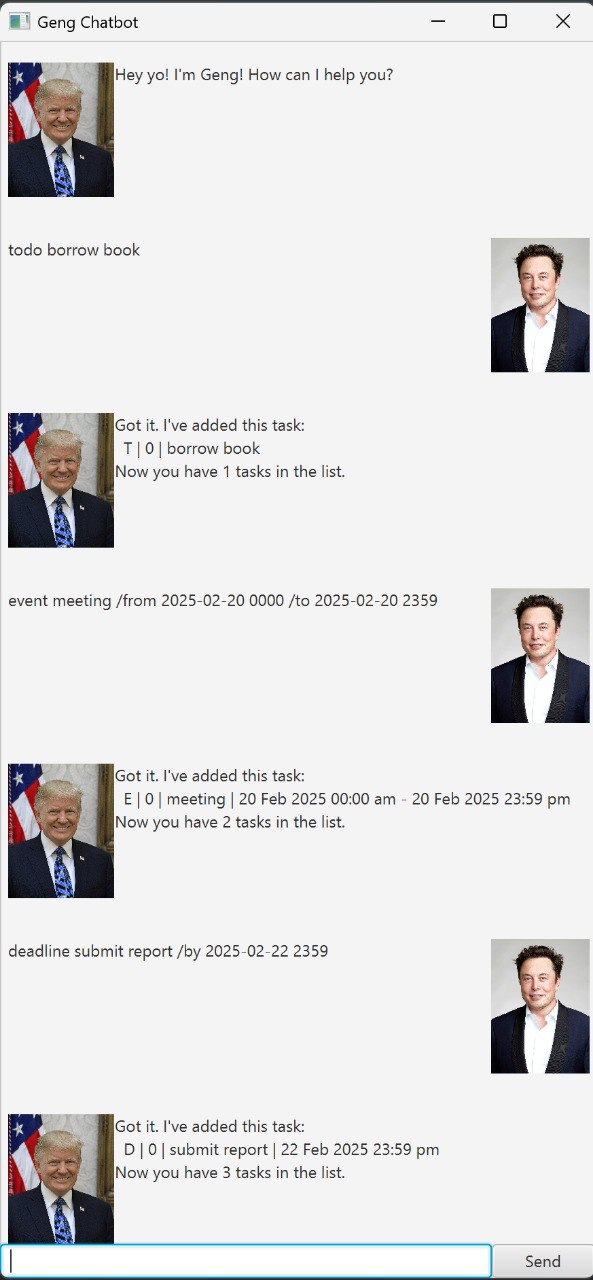 Geng Chatbot
Hey yo! I'm Geng! How can I help you?
todo borrow book
Got it. I've added this task:
T | 0 | borrow book
Now you have 1 tasks in the list.
event meeting /from 2025-02-20 0000 /to 2025-02-20 2359
Got it. I've added this task:
E | 0 | meeting | 20 Feb 2025 00:00 am - 20 Feb 2025 23:59 pm
Now you have 2 tasks in the list.
deadline submit report /by 2025-02-22 2359
Got it. I've added this task:
D | 0 | submit report | 22 Feb 2025 23:59 pm
Now you have 3 tasks in the list.
Send